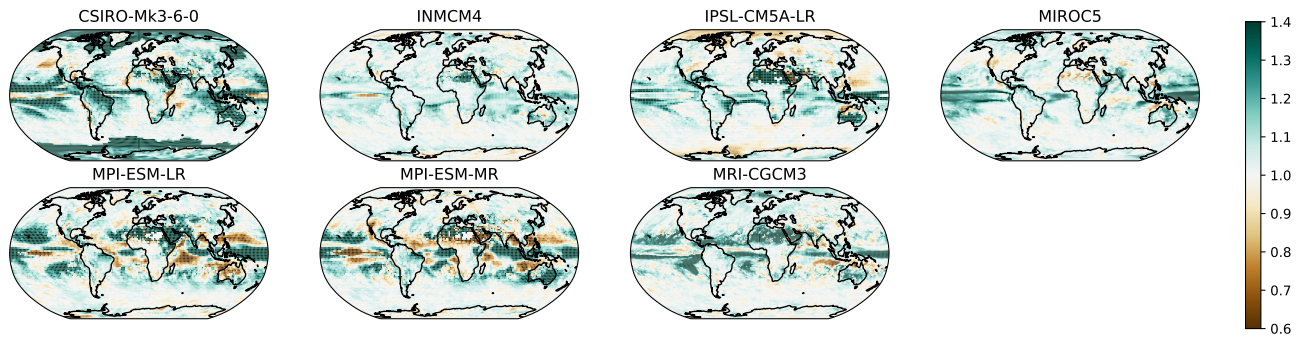 CSIRO-Mk3-6-0
INMCM4
IPSL-CM5A-LR
MIROC5
MPI-ESM-LR
MPI-ESM-MR
MRI-CGCM3
1.4
1.3
1.2
1.1
1.0
0.9
0.8
0.7
0.6